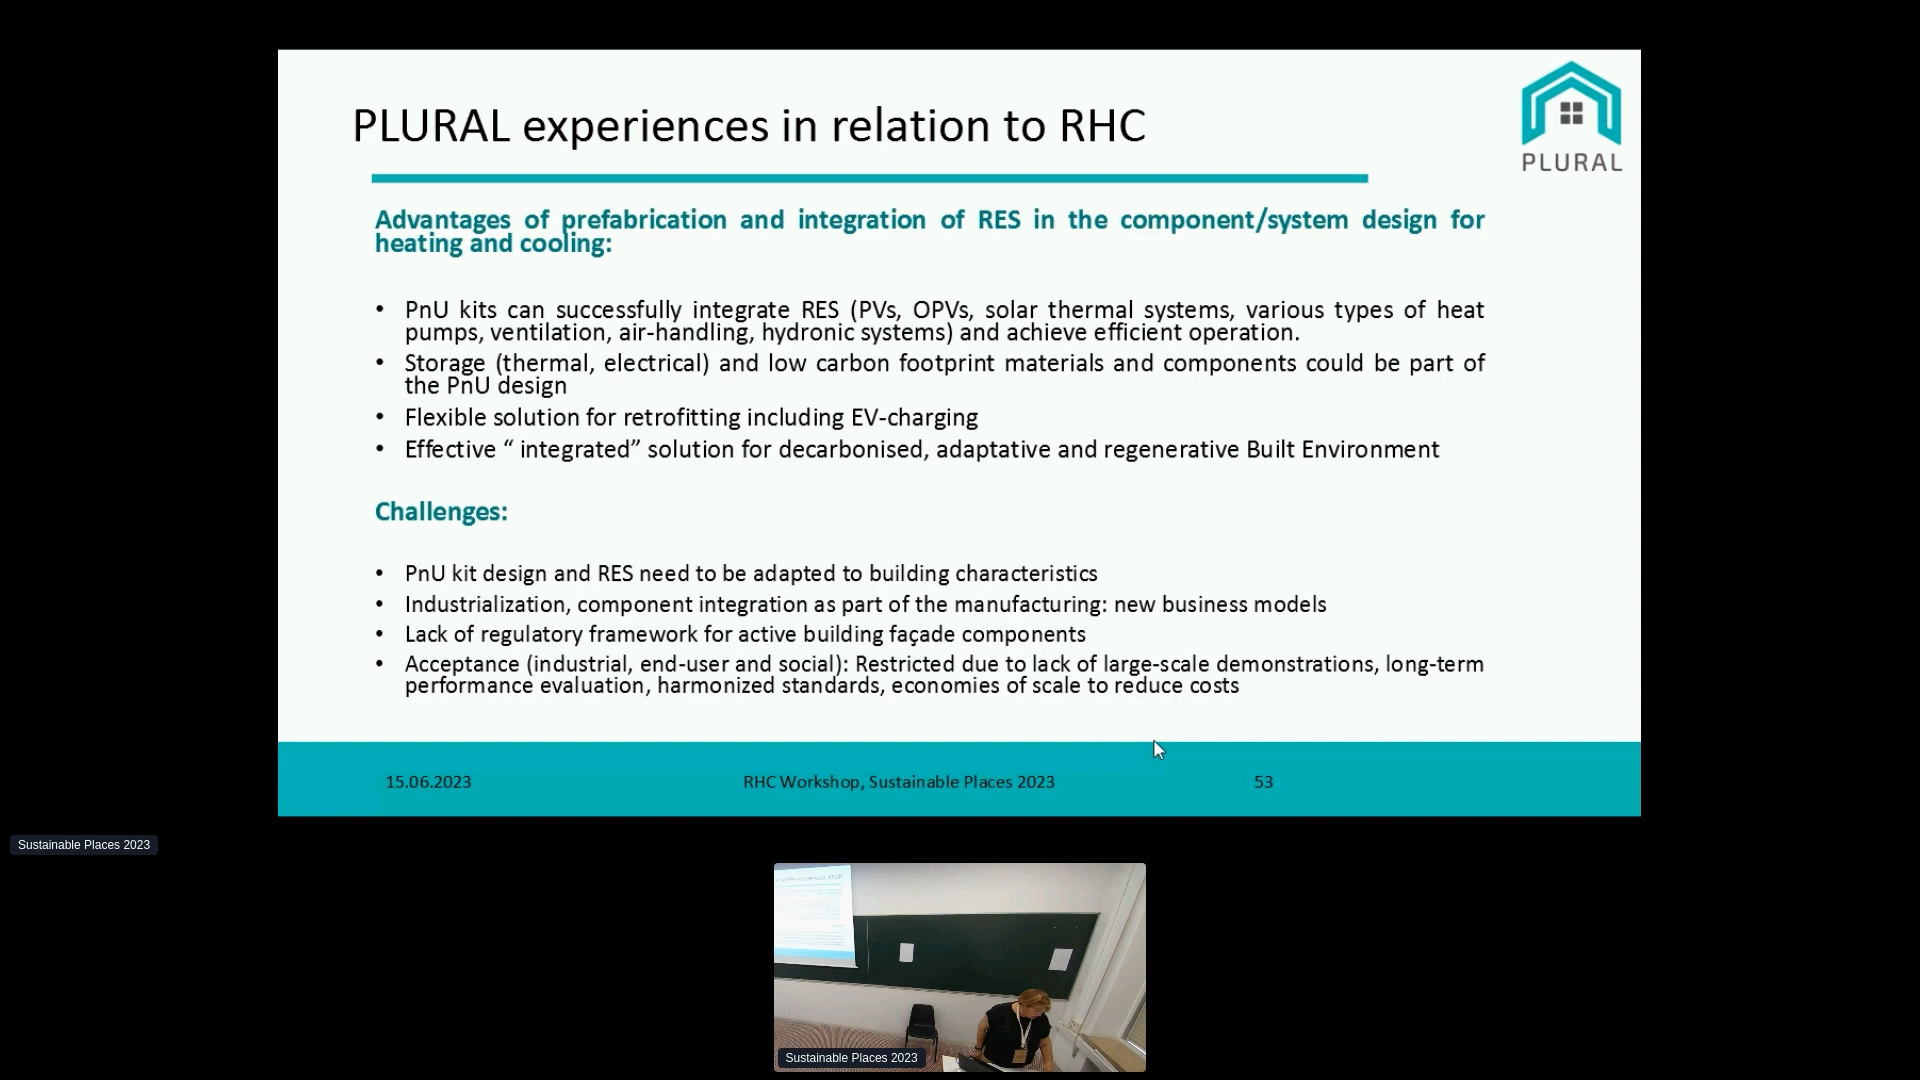 PLURAL experiences in relation to RHC
PLURAL
Advantages of prefabrication and integration of RES in the component/system design for
heating and cooling:
• PnU kits can successfully integrate RES (PVs, OPVs, solar thermal systems, various types of heat
pumps, ventilation, air-handling, hydronic systems) and achieve efficient operation.
• Storage (thermal, electrical) and low carbon footprint materials and components could be part of
the PnU design
• Flexible solution for retrofitting including EV-charging
• Effective “ integrated” solution for decarbonised, adaptative and regenerative Built Environment
Challenges:
• PnU kit design and RES need to be adapted to building characteristics
• Industrialization, component integration as part of the manufacturing: new business models
• Lack of regulatory framework for active building façade components
• Acceptance (industrial, end-user and social): Restricted due to lack of large-scale demonstrations, long-term
performance evaluation, harmonized standards, economies of scale to reduce costs
15.06.2023
RHC Workshop, Sustainable Places 2023
53
Sustainable Places 2023
Sustainable Places 2023